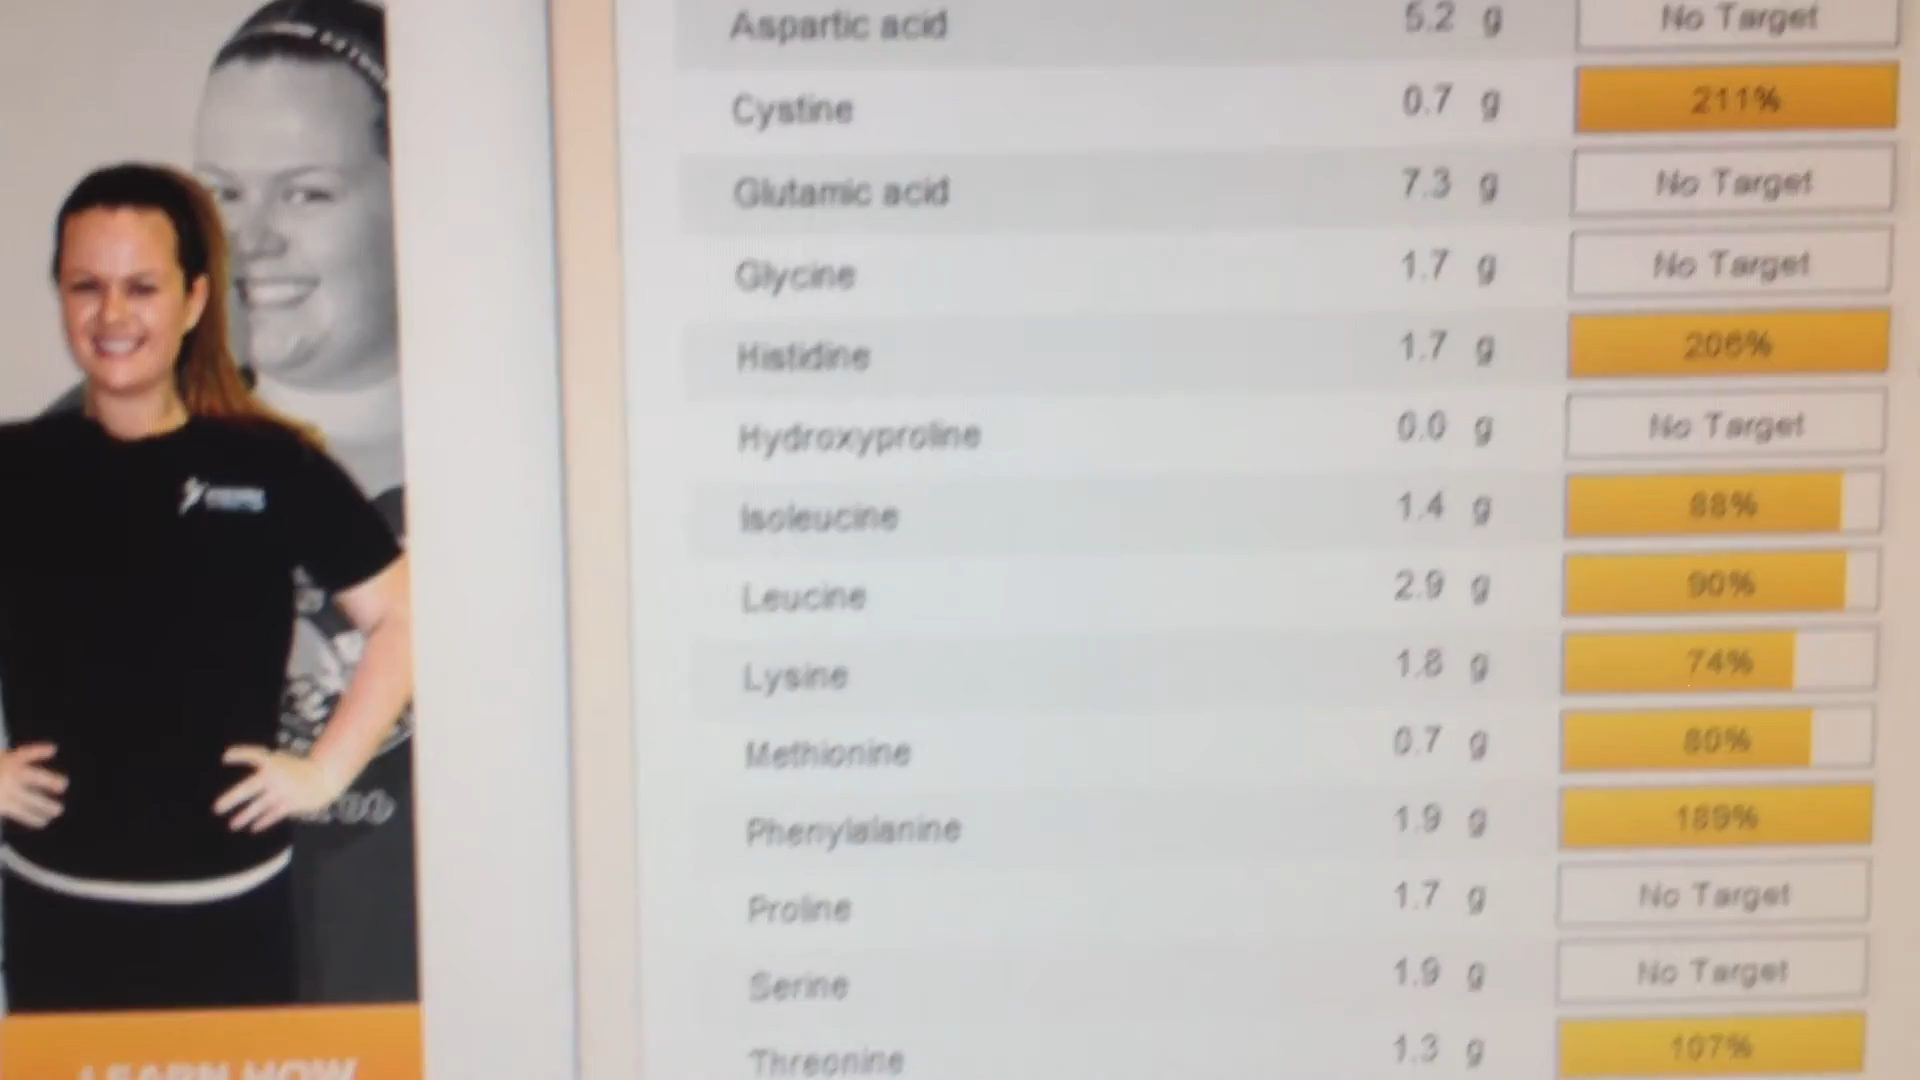 Aspartic acid 5.2 g No Target
Cystine 0.7 g 211%
Glutamic acid 7.3 g No Target
Glycine 1.7 g No Target
Histidine 1.7 g 206%
Hydroxyproline 0.0 g No Target
Isoleucine 1.4 g 88%
Leucine 2.9 g 90%
Lysine 1.8 g 74%
Methionine 0.7 g 80%
Phenylalanine 1.9 g 189%
Proline 1.7 g No Target
Serine 1.9 g No Target
Threonine 1.3 g 107%
LEARN HOW